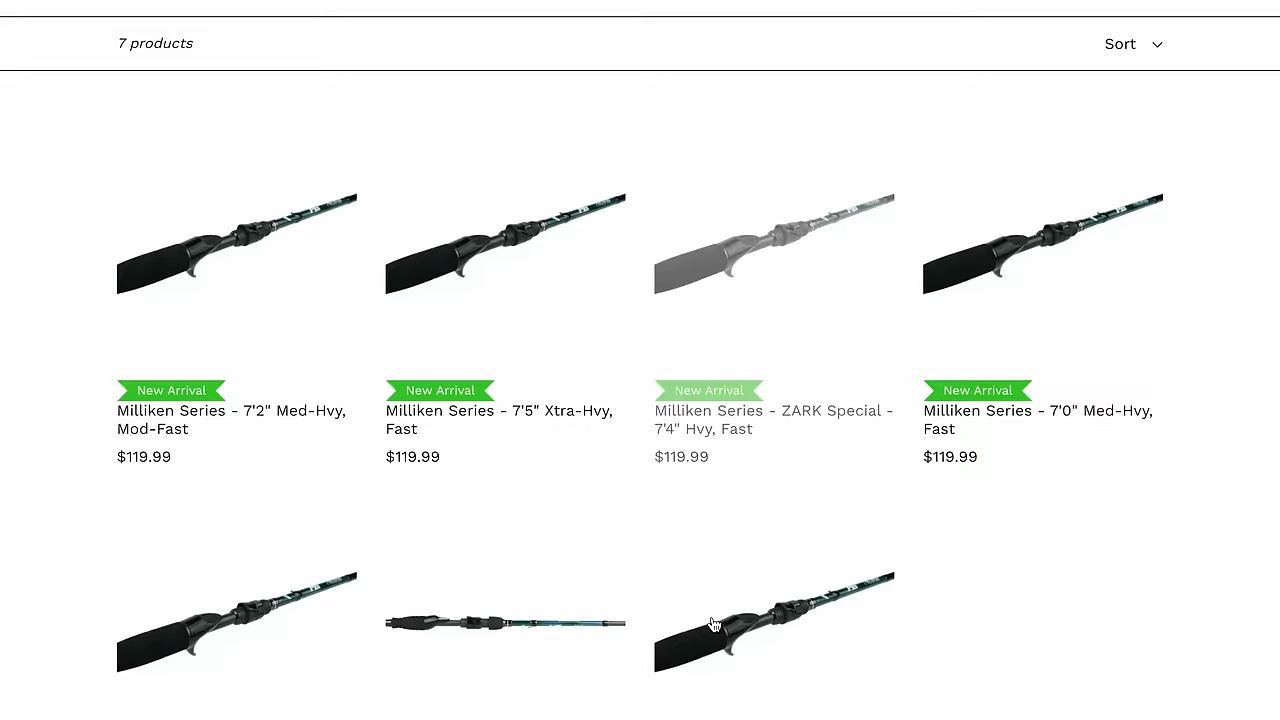 7 products
Sort
New Arrival
Milliken Series - 7'2" Med-Hvy,
Mod-Fast
$119.99
New Arrival
Milliken Series - 7'5" Xtra-Hvy,
Fast
$119.99
New Arrival
Milliken Series - ZARK Special -
7'4" Hvy, Fast
$119.99
New Arrival
Milliken Series - 7'0" Med-Hvy,
Fast
$119.99